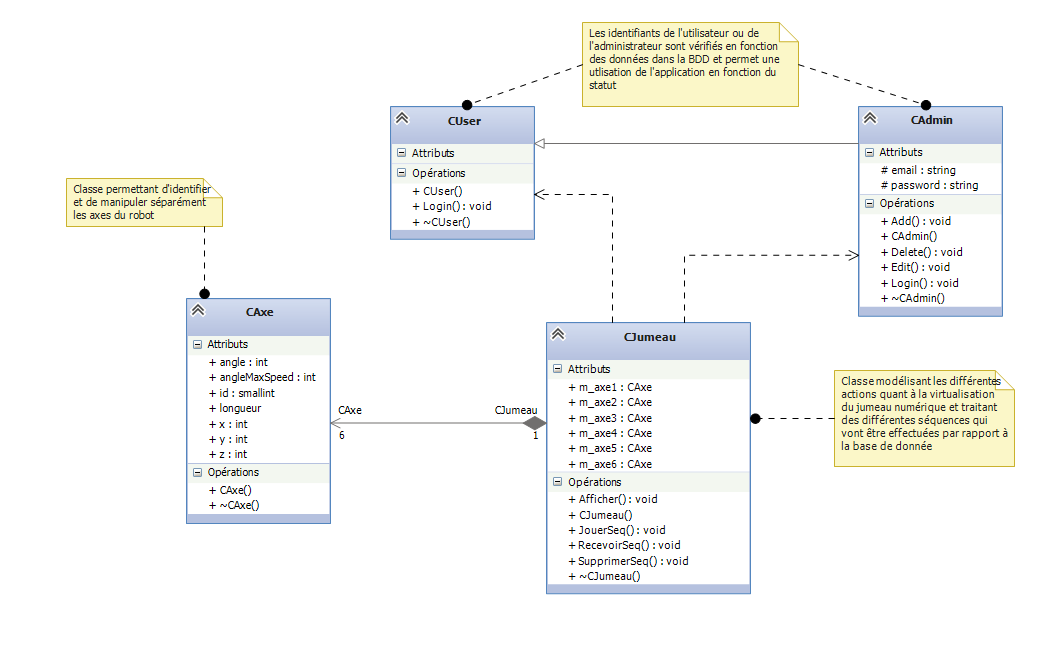 Les identifiants de l'utilisateur ou de
l'administrateur sont vérifiés en fonction
des données dans la BDD et permet une
utlisation de l'application en fonction du
statut
CUser
Attributs
Opérations
+ CUser()
+ Login() : void
+ ~CUser()
CAdmin
Attributs
# email : string
# password : string
Opérations
+ Add() : void
+ CAdmin()
+ Delete() : void
+ Edit() : void
+ Login() : void
+ ~CAdmin()
Classe permettant d'identifier
et de manipuler séparément
les axes du robot
CAxe
Attributs
+ angle : int
+ angleMaxSpeed : int
+ id : smallint
+ longueur
+ x : int
+ y : int
+ z : int
Opérations
+ CAxe()
+ ~CAxe()
CAxe
6
CJumeau
1
CJumeau
Attributs
+ m_axe1 : CAxe
+ m_axe2 : CAxe
+ m_axe3 : CAxe
+ m_axe4 : CAxe
+ m_axe5 : CAxe
+ m_axe6 : CAxe
Opérations
+ Afficher() : void
+ CJumeau()
+ JouerSeq() : void
+ RecevoirSeq() : void
+ SupprimerSeq() : void
+ ~CJumeau()
Classe modélisant les différentes
actions quant à la virtualisation
du jumeau numérique et traitant
des différentes séquences qui
vont être effectuées par rapport à
la base de donnée